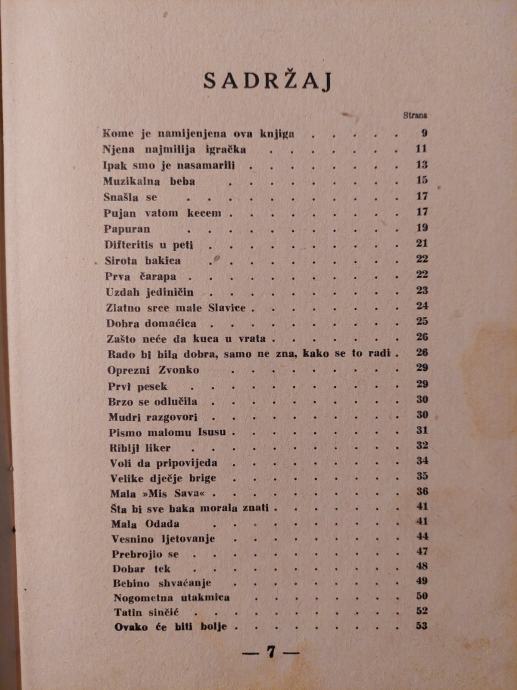 SADRŽAJ
Strana
Kome je namijenjena ova knjiga . . . . . 9
Njena najmilija igračka . . . . . . 11
Ipak smo je nasamarili . . . . . . . 13
Muzikalna beba . . . . . . . 15
Snašla se . . . . . . . . 17
Pujan vatom kecem . . . . . . . 17
Papuran . . . . . . . . 19
Difteritis u peti . . . . . . . . 21
Sirota bakica . . . . . . . 22
Prva čarapa . . . . . . . . 22
Uzdah jediničin . . . . . . . 23
Zlatno srce male Slavice . . . . . . 24
Dobra domaćica . . . . . . . 25
Zašto neće da kuca u vrata . . . . . 26
Rado bi bila dobra, samo ne zna, kako se to radi . 26
Oprezni Zvonko . . . . . . . 29
Prvi pesek . . . . . . . . 29
Brzo se odlučila . . . . . . . 30
Mudri razgovori . . . . . . . 30
Pismo malomu Isusu . . . . . . . 31
Riblji liker . . . . . . . . 32
Voli da pripovijeda . . . . . . 34
Velike dječje brige . . . . . . 35
Mala »Mis Sava« . . . . . . . 36
Šta bi sve baka morala znati . . . . . 41
Mala Odada . . . . . . . 41
Vesnino ljetovanje . . . . . . 44
Prebrojio se . . . . . . . . 47
Dobar tek . . . . . . . . 48
Bebino shvaćanje . . . . . . 49
Nogometna utakmica . . . . . . 50
Tatin sinčić . . . . . . . . 52
Ovako će biti bolje . . . . . . . 53
— 7 —